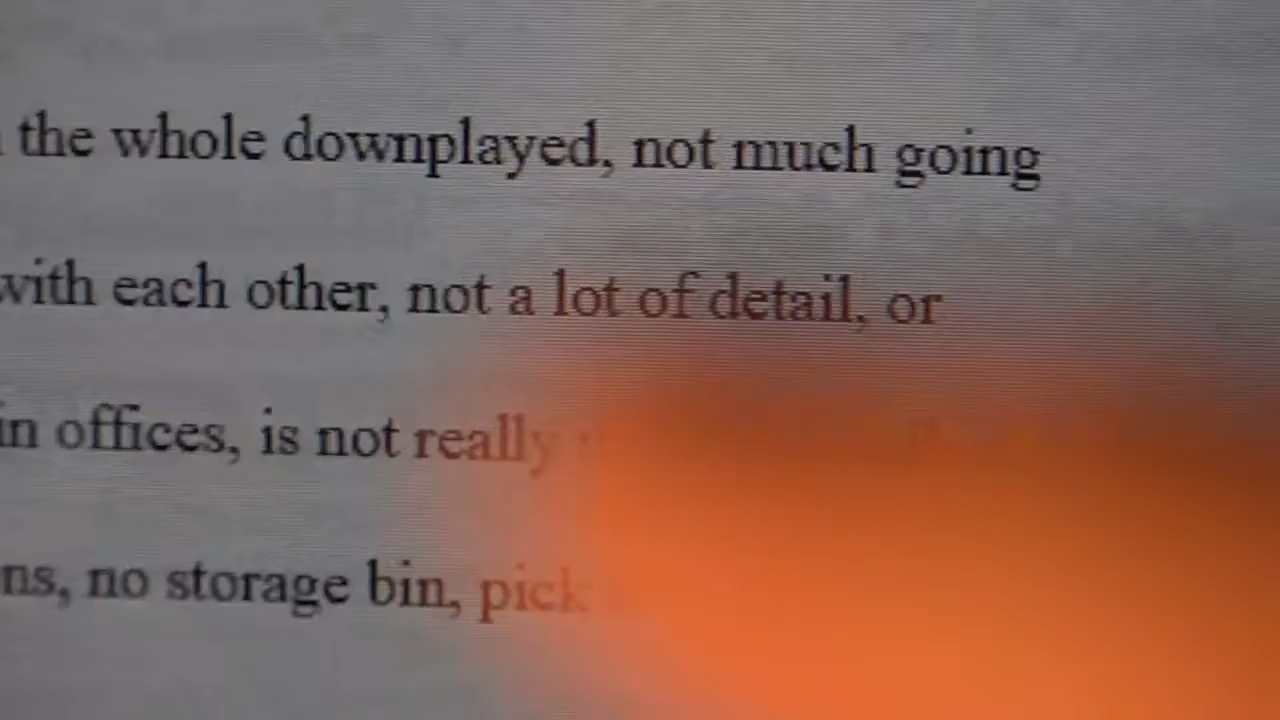 the whole downplayed, not much going
with each other, not a lot of detail, or
in offices, is not really
ns, no storage bin, pick